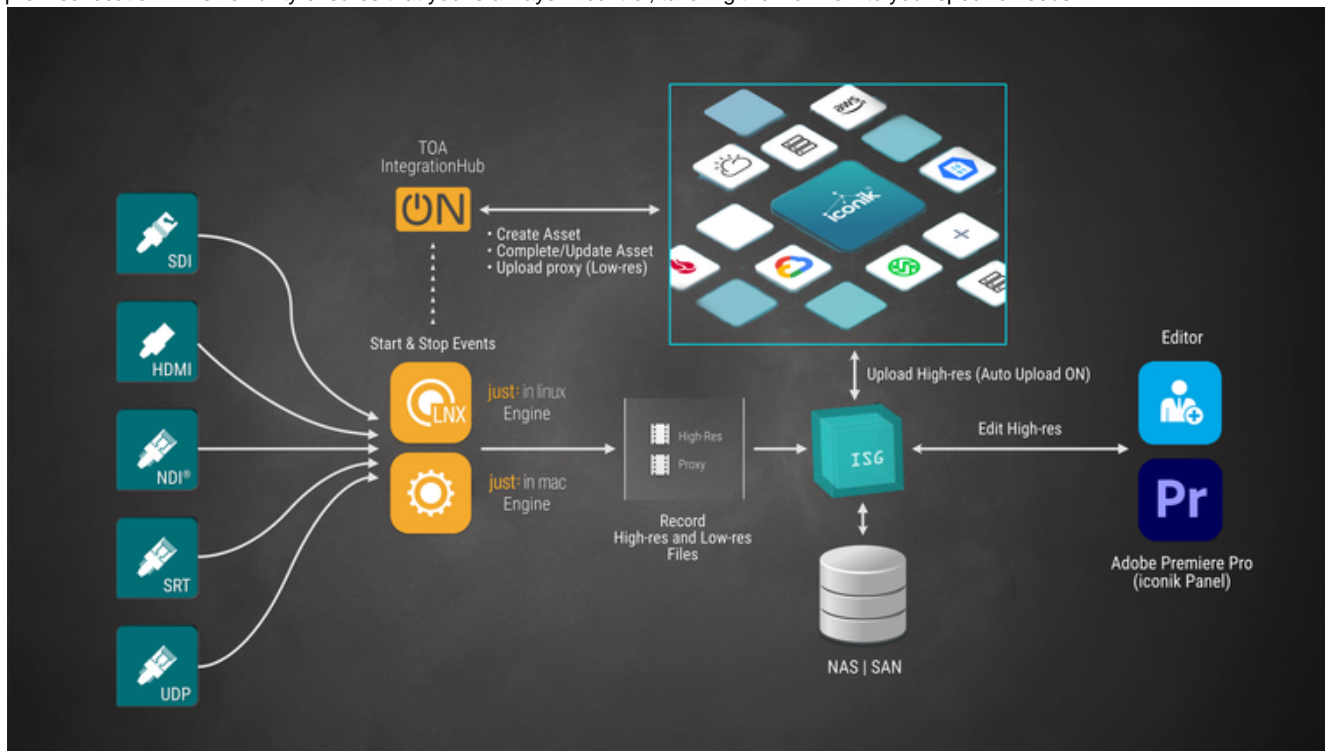 TOA
IntegrationHub
ON
• Create Asset
• Complete/Update Asset
• Upload proxy (Low-res)
aws
iconik
SDI
HDMI
NDI®
SRT
UDP
Start & Stop Events
LNX
just:in linux
Engine
just:in mac
Engine
High-Res
Proxy
Record
High-res and Low-res
Files
Upload High-res (Auto Upload ON)
ISG
Edit High-res
NAS | SAN
Editor
Pr
Adobe Premiere Pro
(iconik Panel)